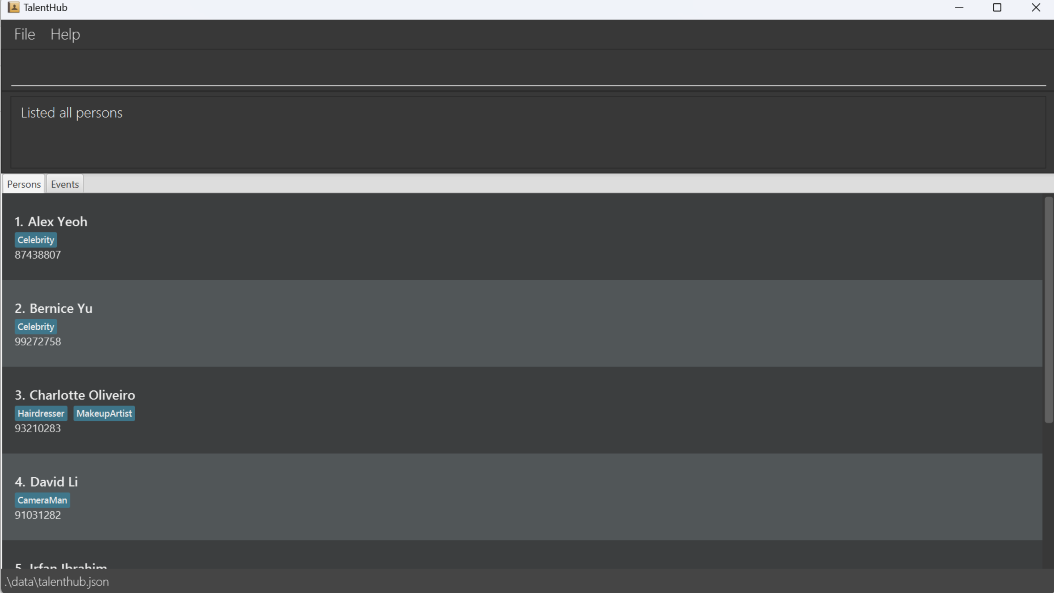 TalentHub
File Help
Listed all persons
Persons Events
1. Alex Yeoh
Celebrity
87438807
2. Bernice Yu
Celebrity
99272758
3. Charlotte Oliveiro
Hairdresser MakeupArtist
93210283
4. David Li
CameraMan
91031282
5. Irfan Ibrahim
.\data\talenthub.json